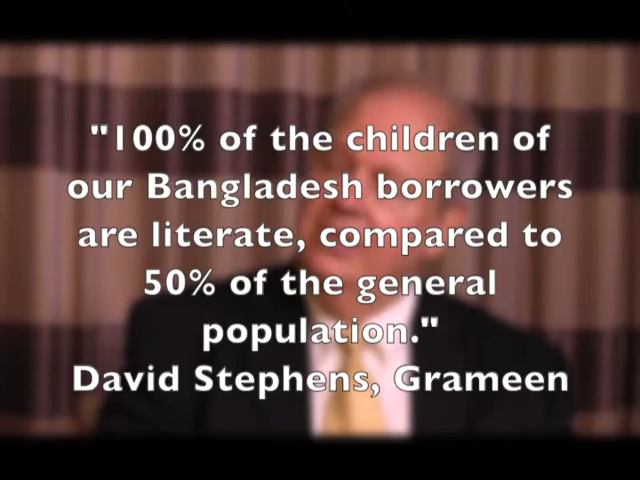 "100% of the children of
our Bangladesh borrowers
are literate, compared to
50% of the general
population."
David Stephens, Grameen